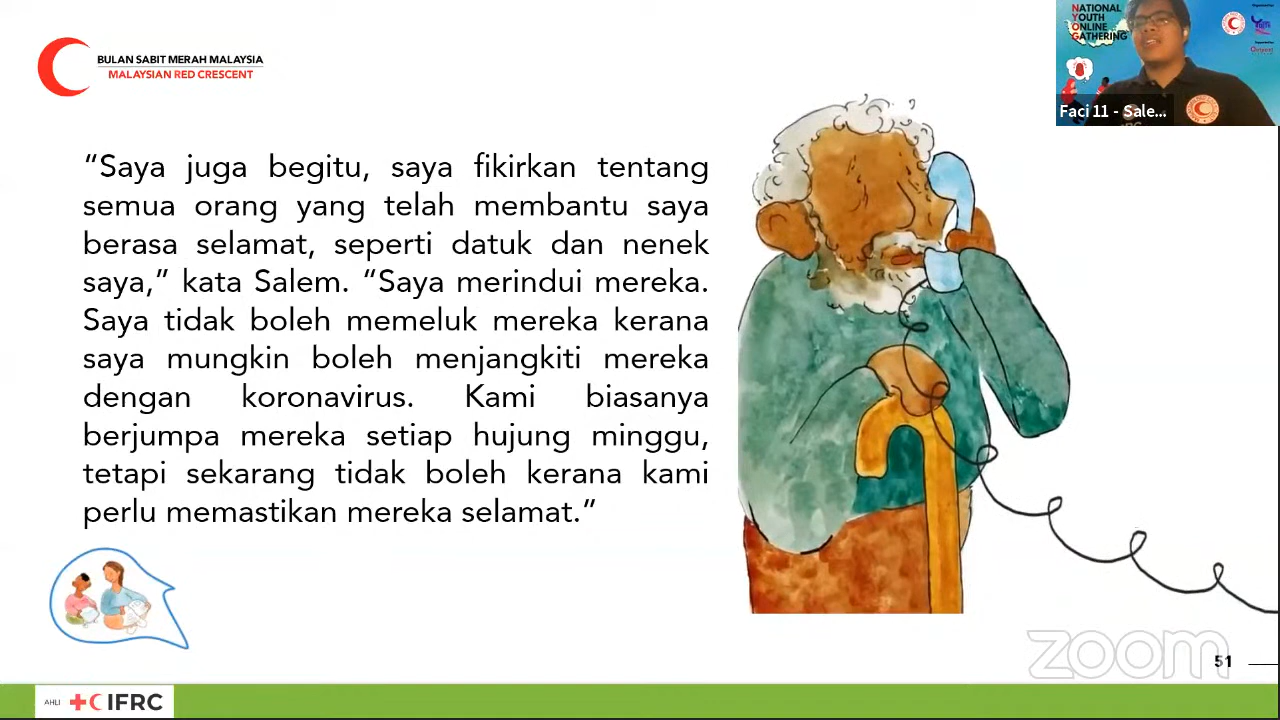 BULAN SABIT MERAH MALAYSIA
MALAYSIAN RED CRESCENT
NATIONAL
YOUTH
ONLINE
GATHERING
Faci 11 - Sale...
“Saya juga begitu, saya fikirkan tentang
semua orang yang telah membantu saya
berasa selamat, seperti datuk dan nenek
saya,” kata Salem. “Saya merindui mereka.
Saya tidak boleh memeluk mereka kerana
saya mungkin boleh menjangkiti mereka
dengan koronavirus. Kami biasanya
berjumpa mereka setiap hujung minggu,
tetapi sekarang tidak boleh kerana kami
perlu memastikan mereka selamat.”
zoom
51
AHLI IFRC